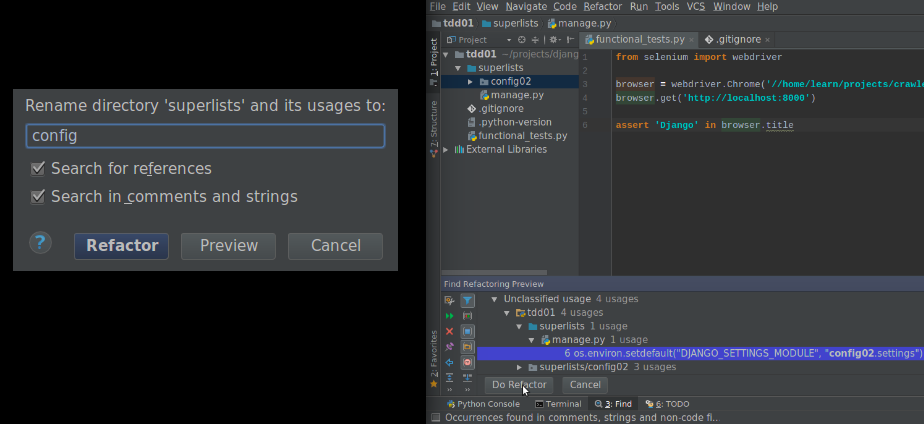 Rename directory 'superlists' and its usages to:
config
Search for references
Search in comments and strings
?
Refactor
Preview
Cancel
File Edit View Navigate Code Refactor Run Tools VCS Window Help
tdd01 superlists manage.py
1: Project
Z: Structure
2: Favorites
Project
functional_tests.py
.gitignore
tdd01 ~/projects/djang
superlists
config02
manage.py
.gitignore
.python-version
functional_tests.py
External Libraries
1 from selenium import webdriver
2
3 browser = webdriver.Chrome('//home/learn/projects/crawle
4 browser.get('http://localhost:8000')
5
6 assert 'Django' in browser.title
Find Refactoring Preview
Unclassified usage 4 usages
tdd01 4 usages
superlists 1 usage
manage.py 1 usage
6 os.environ.setdefault("DJANGO_SETTINGS_MODULE", "config02.settings")
superlists/config02 3 usages
Do Refactor
Cancel
Python Console Terminal 3: Find 6: TODO
Occurrences found in comments, strings and non-code fi...